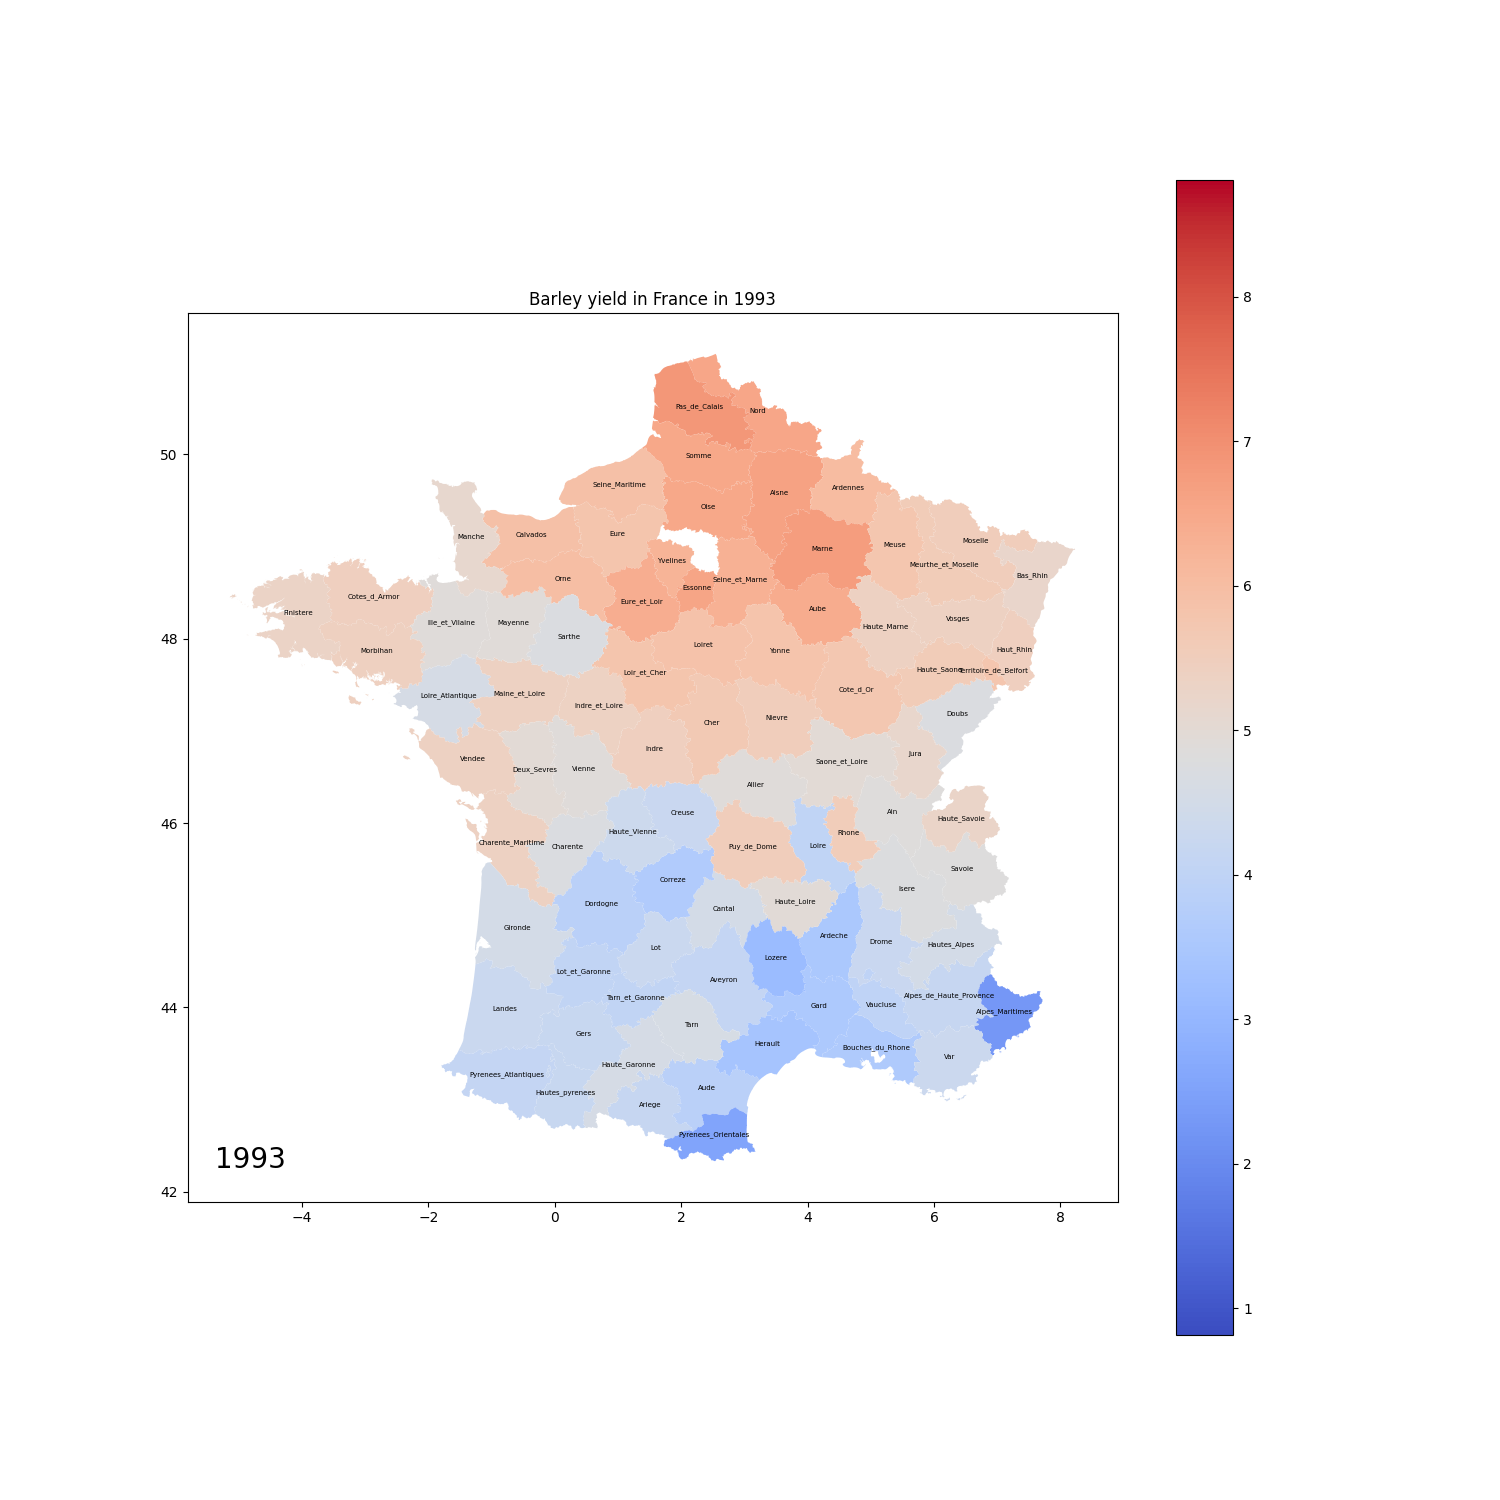 Barley yield in France in 1993
8
7
6
5
4
3
2
1
50
48
46
44
42
Pas_de_Calais
Nord
Somme
Seine_Maritime
Aisne
Ardennes
Oise
Manche
Calvados
Eure
Marne
Meuse
Moselle
Yvelines
Meurthe_et_Moselle
Orne
Essonne
Seine_et_Marne
Bas_Rhin
Cotes_d_Armor
Eure_et_Loir
Aube
Finistere
Ille_et_Vilaine
Mayenne
Haute_Marne
Vosges
Sarthe
Morbihan
Loiret
Yonne
Haut_Rhin
Loir_et_Cher
Haute_Saone
Territoire_de_Belfort
Loire_Atlantique
Maine_et_Loire
Cote_d_Or
Indre_et_Loire
Cher
Nievre
Doubs
Indre
Jura
Vendee
Deux_Sevres
Vienne
Saone_et_Loire
Allier
Creuse
Ain
Haute_Vienne
Rhone
Haute_Savoie
Charente_Maritime
Charente
Puy_de_Dome
Loire
Savoie
Correze
Isere
Dordogne
Cantal
Haute_Loire
Gironde
Ardeche
Drome
Hautes_Alpes
Lot
Lozere
Lot_et_Garonne
Aveyron
Tarn_et_Garonne
Alpes_de_Haute_Provence
Landes
Gard
Vaucluse
Alpes_Maritimes
Gers
Tarn
Herault
Bouches_du_Rhone
Var
Haute_Garonne
Pyrenees_Atlantiques
Hautes_pyrenees
Aude
Ariege
Pyrenees_Orientales
1993
−4 −2 0 2 4 6 8